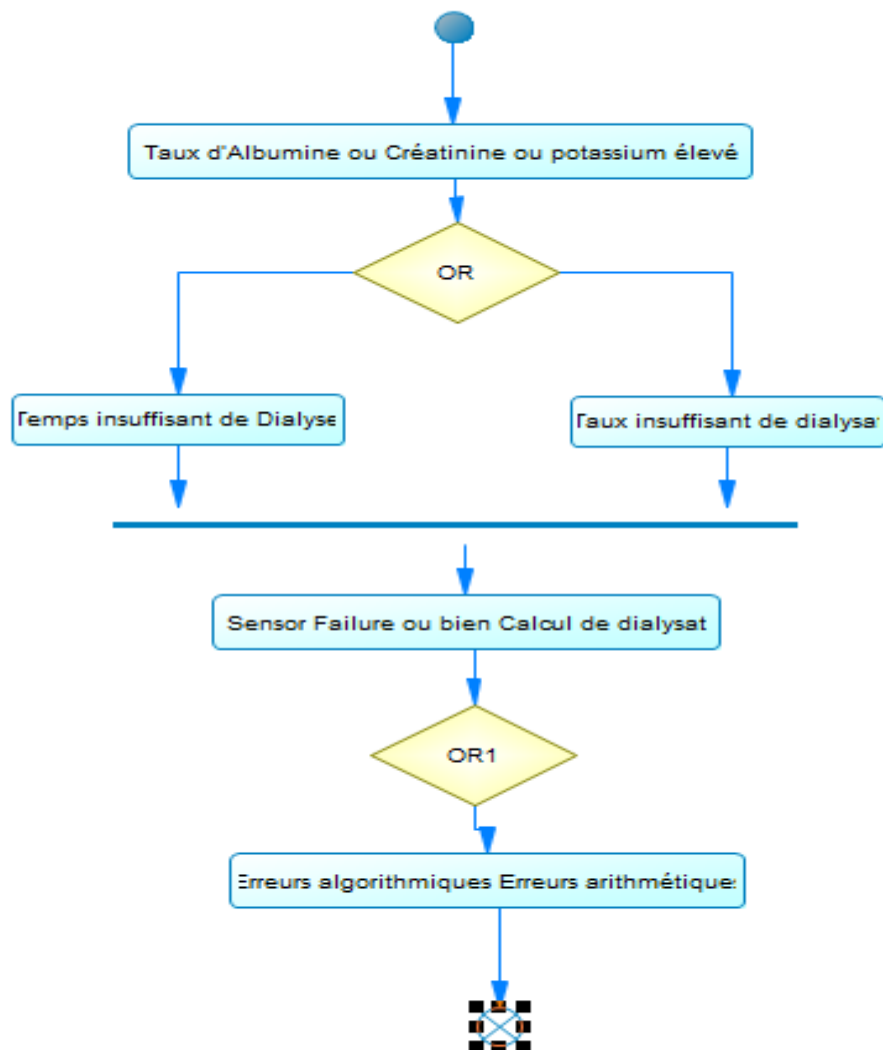 Taux d'Albumine ou Créatinine ou potassium élevé
OR
Temps insuffisant de Dialyse
Taux insuffisant de dialysat
Sensor Failure ou bien Calcul de dialysat
OR1
Erreurs algorithmiques Erreurs arithmétiques